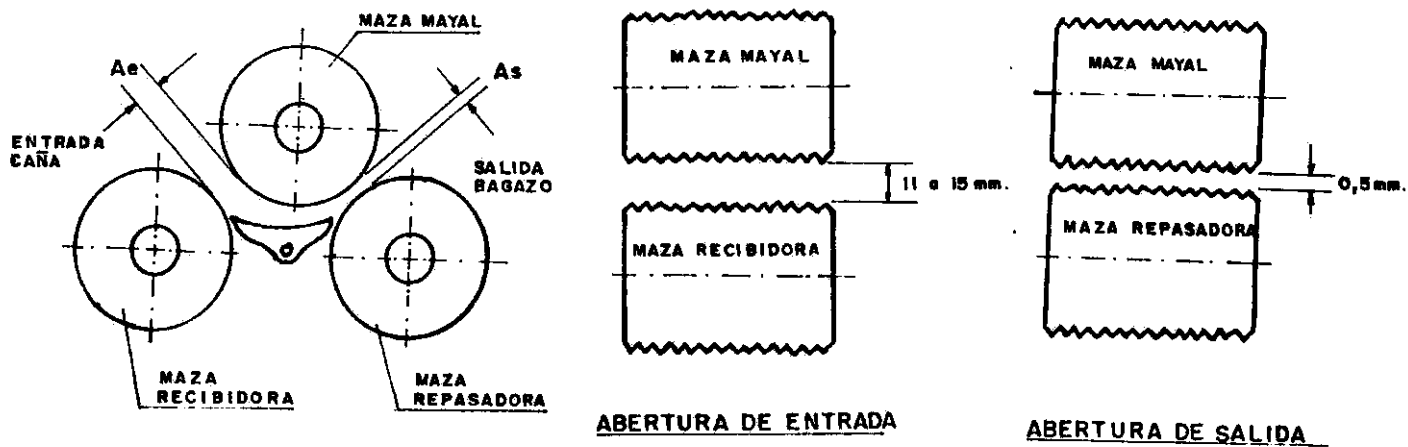 MAZA MAYAL
Ae
As
ENTRADA
CAÑA
SALIDA
BAGAZO
MAZA
RECIBIDORA
MAZA
REPASADORA
MAZA MAYAL
11 a 15 mm.
MAZA RECIBIDORA
ABERTURA DE ENTRADA
MAZA MAYAL
0,5 mm.
MAZA REPASADORA
ABERTURA DE SALIDA